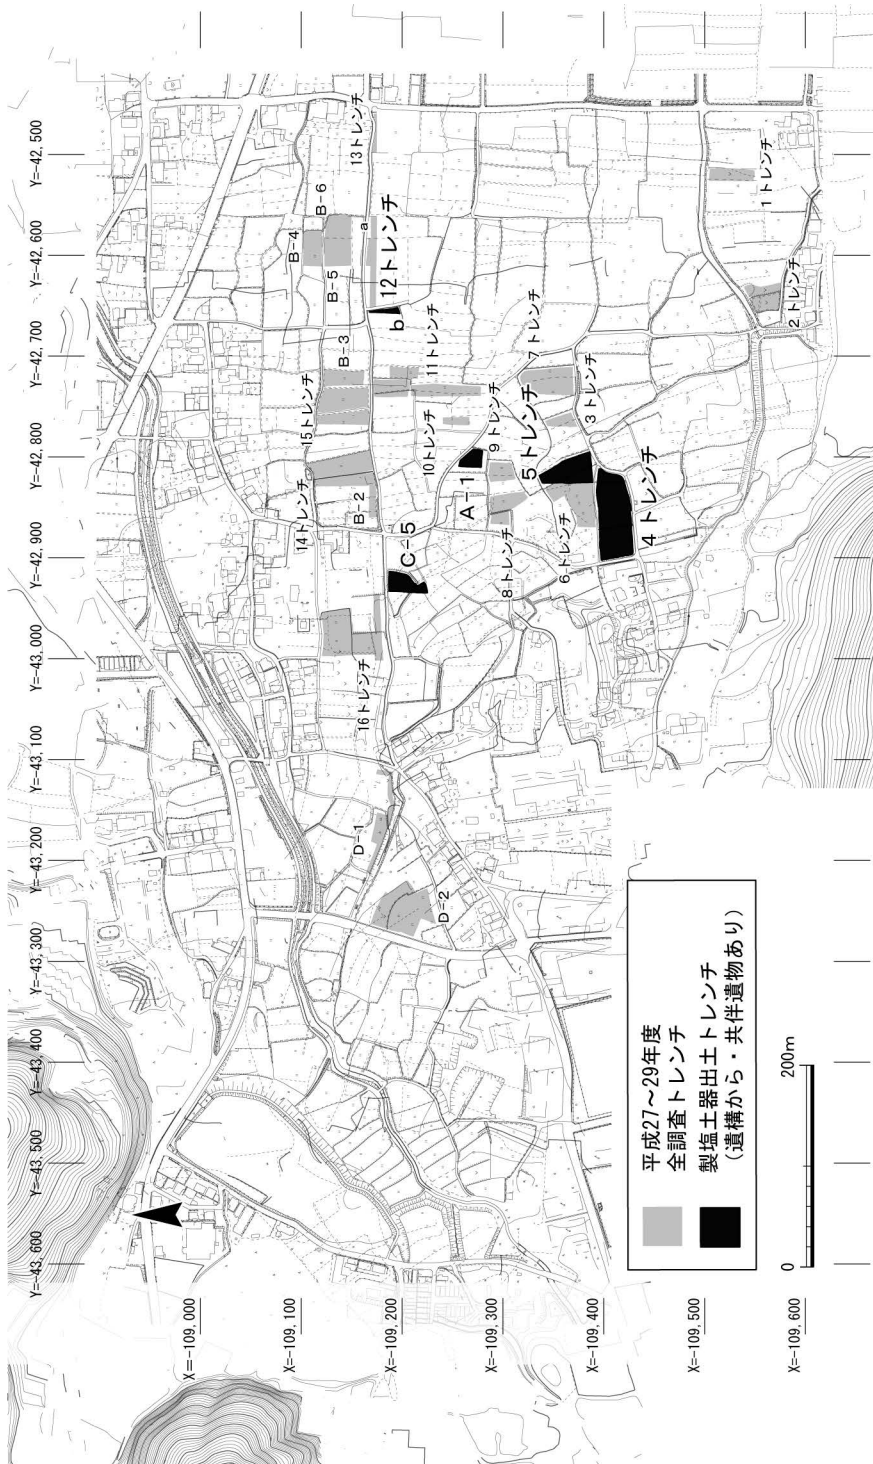 Y=-43,600
Y=-43,500
Y=-43,400
Y=-43,300
Y=-43,200
Y=-43,100
Y=-43,000
Y=-42,900
Y=-42,800
Y=-42,700
Y=-42,600
Y=-42,500
X=-109,000
X=-109,100
X=-109,200
X=-109,300
X=-109,400
X=-109,500
X=-109,600
B-4
B-6
B-5
B-3
13トレンチ
a
12トレンチ
b
15トレンチ
14トレンチ
B-2
11トレンチ
10トレンチ
16トレンチ
C-5
A-1
9トレンチ
7トレンチ
5トレンチ
3トレンチ
8トレンチ
6トレンチ
4トレンチ
1トレンチ
2トレンチ
D-1
D-2
平成27～29年度
全調査トレンチ
製塩土器出土トレンチ
(遺構から・共伴遺物あり)
0
200m